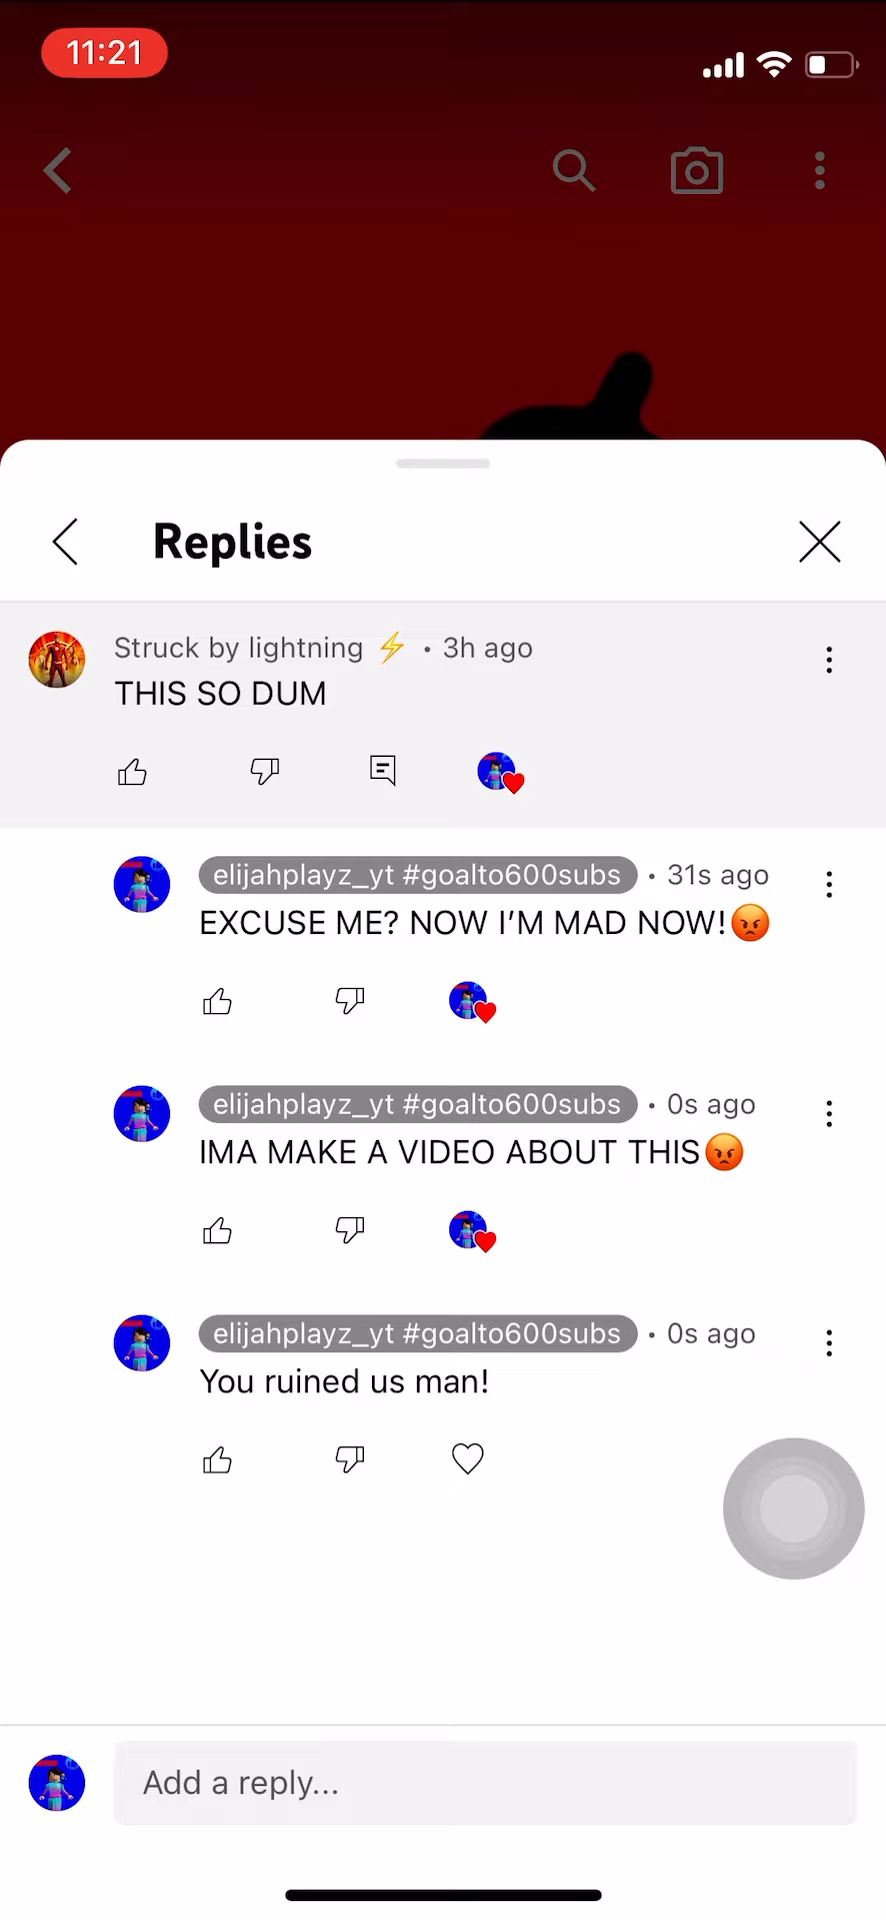 11:21
Replies
Struck by lightning ⚡ • 3h ago
THIS SO DUM
elijahplayz_yt #goalto600subs • 31s ago
EXCUSE ME? NOW I’M MAD NOW!😡
elijahplayz_yt #goalto600subs • 0s ago
IMA MAKE A VIDEO ABOUT THIS😡
elijahplayz_yt #goalto600subs • 0s ago
You ruined us man!
Add a reply...